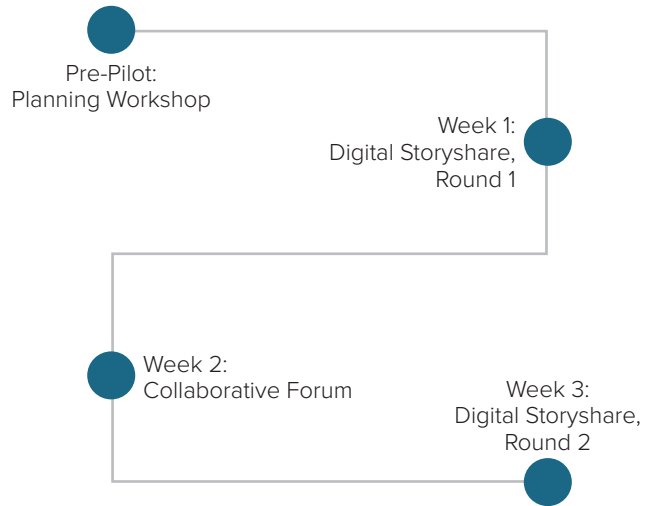 Pre-Pilot:
Planning Workshop
Week 1:
Digital Storyshare,
Round 1
Week 2:
Collaborative Forum
Week 3:
Digital Storyshare,
Round 2